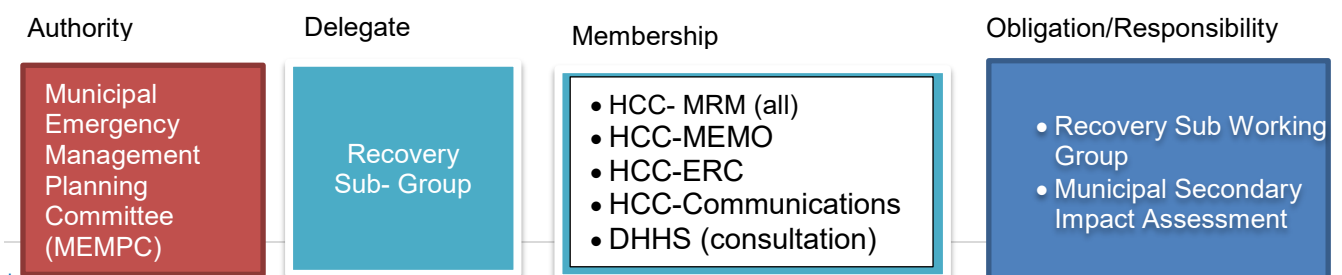 Authority
Delegate
Membership
Obligation/Responsibility
Municipal
Emergency
Management
Planning
Committee
(MEMPC)
Recovery
Sub- Group
• HCC- MRM (all)
• HCC-MEMO
• HCC-ERC
• HCC-Communications
• DHHS (consultation)
• Recovery Sub Working
Group
• Municipal Secondary
Impact Assessment